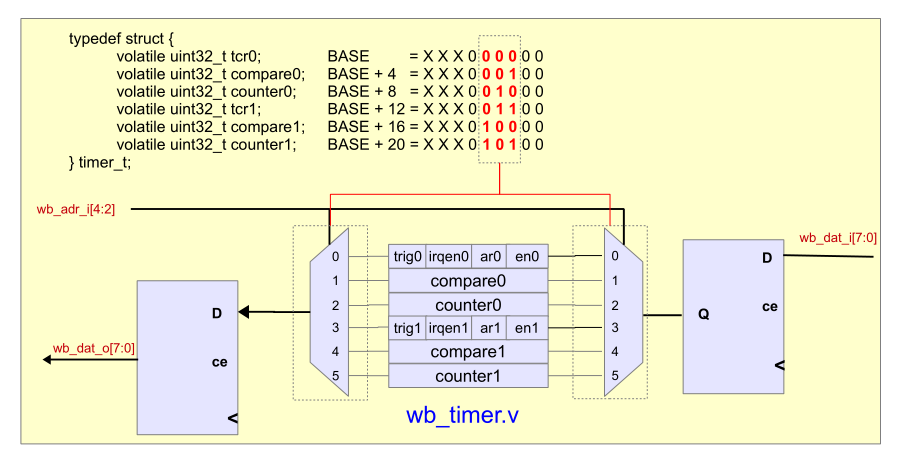 typedef struct {
volatile uint32_t tcr0; BASE = X X X 0 0 0 0 0 0
volatile uint32_t compare0; BASE + 4 = X X X 0 0 0 1 0 0
volatile uint32_t counter0; BASE + 8 = X X X 0 0 1 0 0 0
volatile uint32_t tcr1; BASE + 12 = X X X 0 0 1 1 0 0
volatile uint32_t compare1; BASE + 16 = X X X 0 1 0 0 0 0
volatile uint32_t counter1; BASE + 20 = X X X 0 1 0 1 0 0
} timer_t;
wb_adr_i[4:2]
wb_dat_i[7:0]
0 trig0 irqen0 ar0 en0 0
1 compare0 1
2 counter0 2
3 trig1 irqen1 ar1 en1 3
4 compare1 4
5 counter1 5
D
ce
Q
D
ce
wb_dat_o[7:0]
wb_timer.v